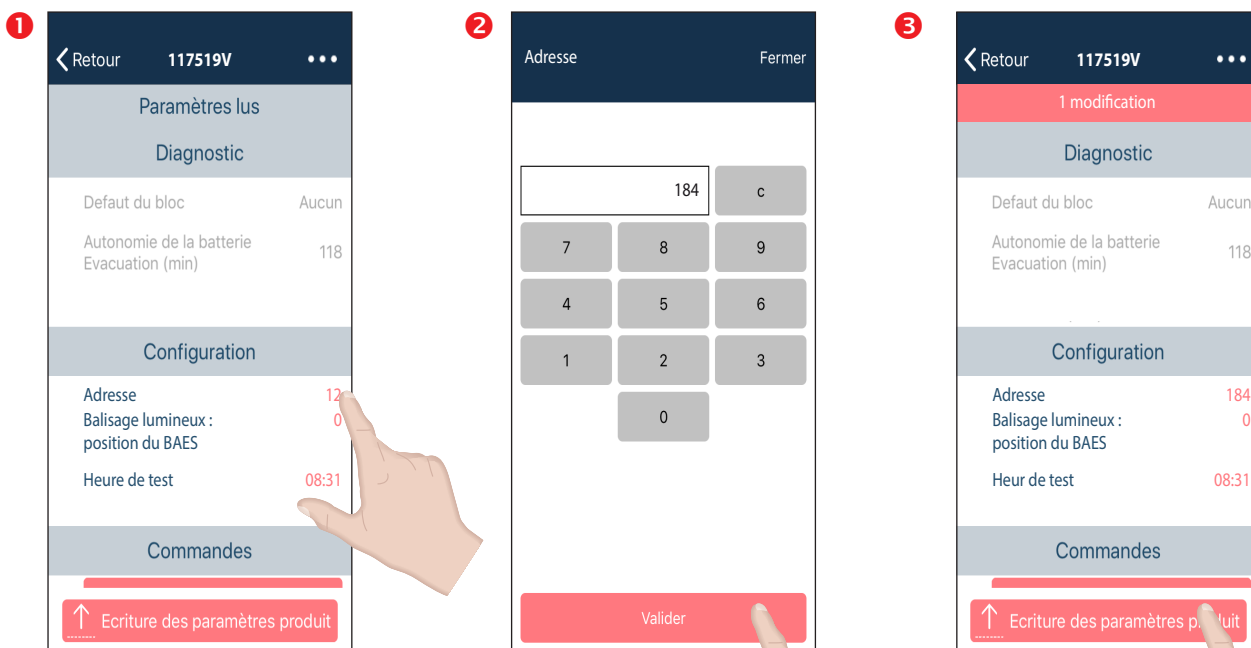 1
Retour 117519V •••
Paramètres lus
Diagnostic
Defaut du bloc Aucun
Autonomie de la batterie
Evacuation (min) 118
Configuration
Adresse 12
Balisage lumineux : 0
position du BAES
Heure de test 08:31
Commandes
Ecriture des paramètres produit
2
Adresse Fermer
184 c
7 8 9
4 5 6
1 2 3
0
Valider
3
Retour 117519V •••
1 modification
Diagnostic
Defaut du bloc Aucun
Autonomie de la batterie
Evacuation (min) 118
Configuration
Adresse 184
Balisage lumineux : 0
position du BAES
Heur de test 08:31
Commandes
Ecriture des paramètres p uit